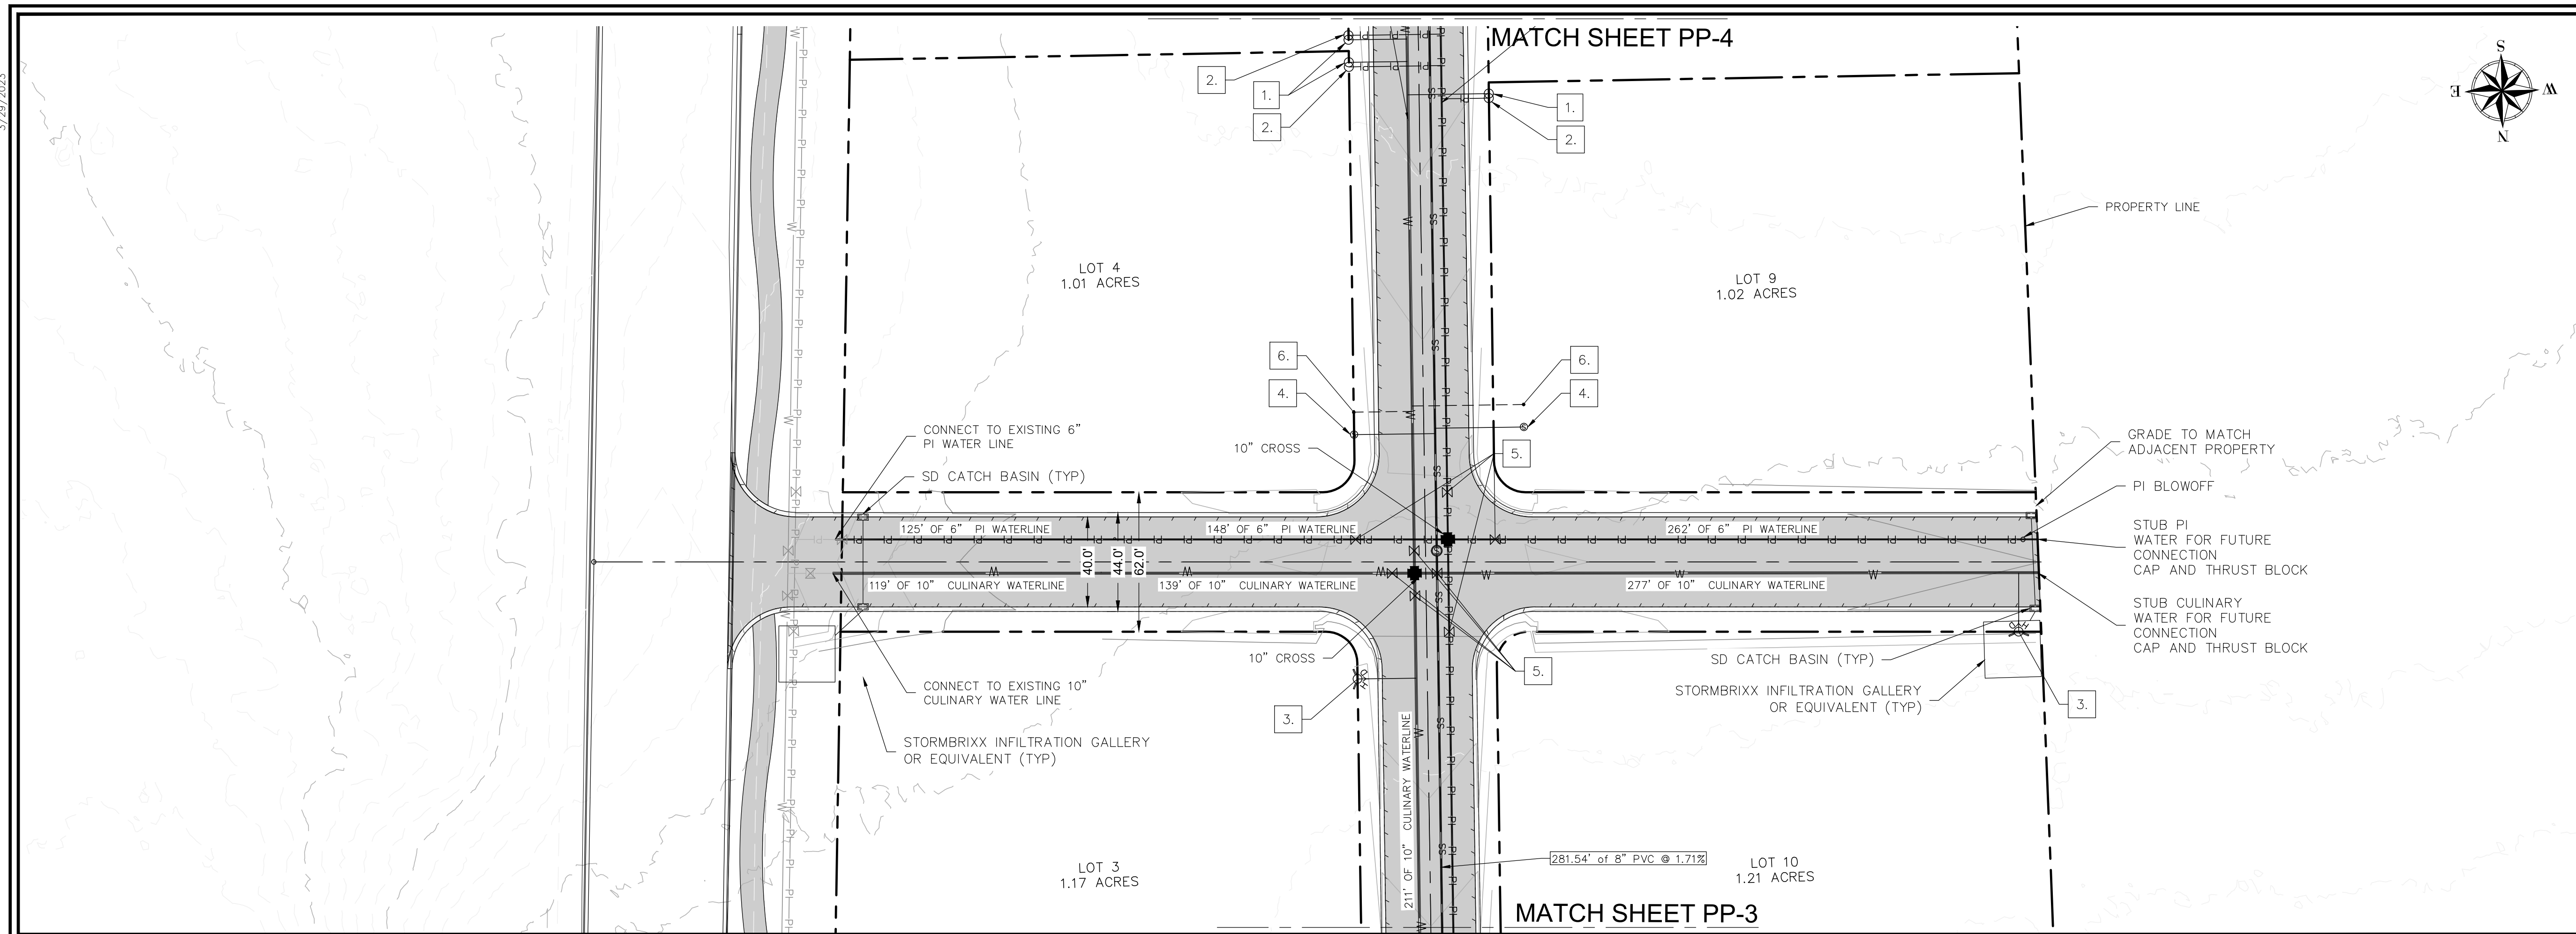 3/29/2023
MATCH SHEET PP-4
S
E
W
N
2.
1.
2.
1.
2.
PROPERTY LINE
LOT 4
1.01 ACRES
LOT 9
1.02 ACRES
6.
4.
6.
4.
CONNECT TO EXISTING 6"
PI WATER LINE
10" CROSS
5.
SD CATCH BASIN (TYP)
GRADE TO MATCH
ADJACENT PROPERTY
PI BLOWOFF
125' OF 6" PI WATERLINE
148' OF 6" PI WATERLINE
262' OF 6" PI WATERLINE
STUB PI
WATER FOR FUTURE
CONNECTION
CAP AND THRUST BLOCK
40.0'
44.0'
62.0'
119' OF 10" CULINARY WATERLINE
139' OF 10" CULINARY WATERLINE
277' OF 10" CULINARY WATERLINE
STUB CULINARY
WATER FOR FUTURE
CONNECTION
CAP AND THRUST BLOCK
10" CROSS
5.
SD CATCH BASIN (TYP)
CONNECT TO EXISTING 10"
CULINARY WATER LINE
3.
STORMBRIXX INFILTRATION GALLERY
OR EQUIVALENT (TYP)
3.
STORMBRIXX INFILTRATION GALLERY
OR EQUIVALENT (TYP)
211' OF 10" CULINARY WATERLINE
281.54' of 8" PVC @ 1.71%
LOT 3
1.17 ACRES
LOT 10
1.21 ACRES
MATCH SHEET PP-3